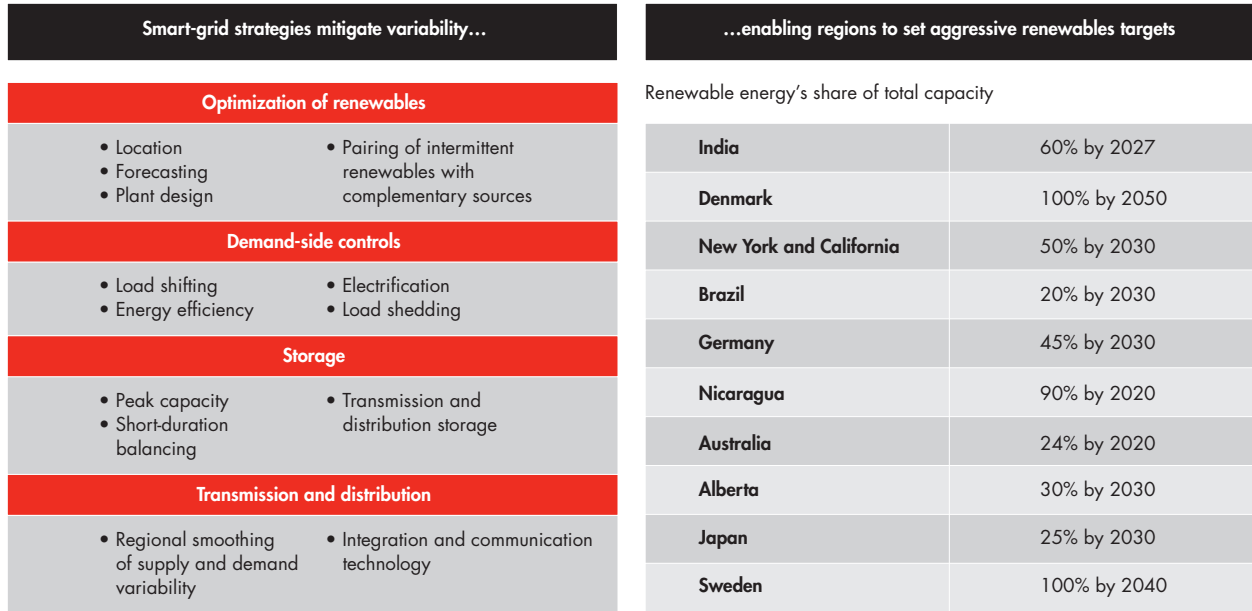 Smart-grid strategies mitigate variability…
Optimization of renewables
• Location
• Forecasting
• Plant design
• Pairing of intermittent
renewables with
complementary sources
Demand-side controls
• Load shifting
• Energy efficiency
• Electrification
• Load shedding
Storage
• Peak capacity
• Short-duration
balancing
• Transmission and
distribution storage
Transmission and distribution
• Regional smoothing
of supply and demand
variability
• Integration and communication
technology
…enabling regions to set aggressive renewables targets
Renewable energy’s share of total capacity
India 60% by 2027
Denmark 100% by 2050
New York and California 50% by 2030
Brazil 20% by 2030
Germany 45% by 2030
Nicaragua 90% by 2020
Australia 24% by 2020
Alberta 30% by 2030
Japan 25% by 2030
Sweden 100% by 2040